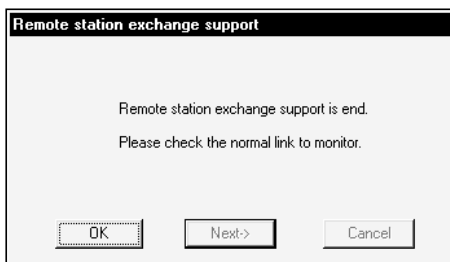 Remote station exchange support
Remote station exchange support is end.
Please check the normal link to monitor.
OK Next-> Cancel